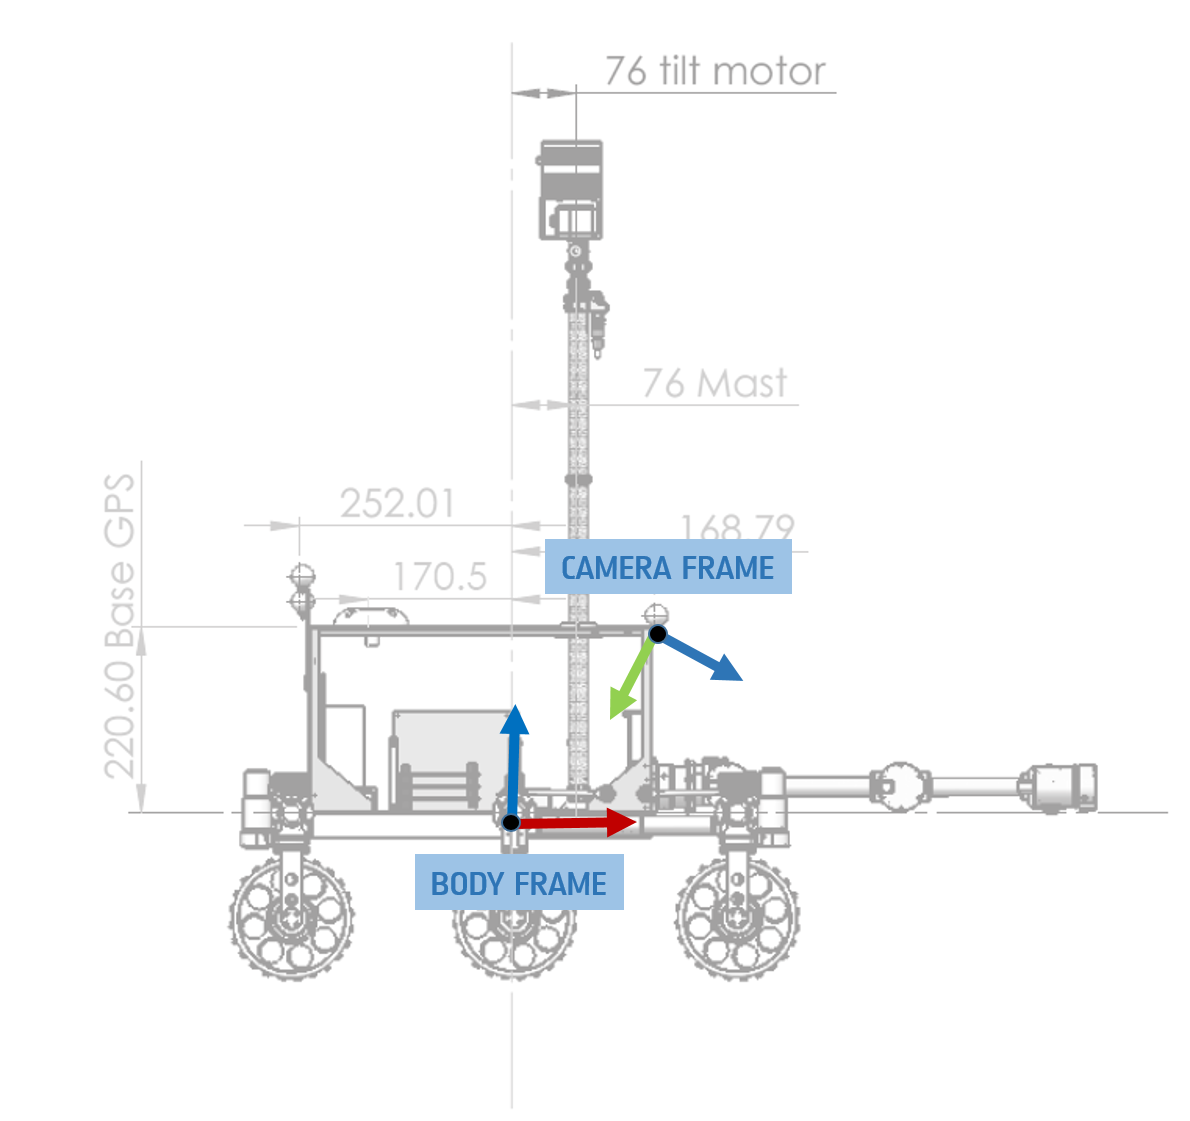 76 tilt motor
76 Mast
252.01
168.79
CAMERA FRAME
170.5
220.60 Base GPS
BODY FRAME